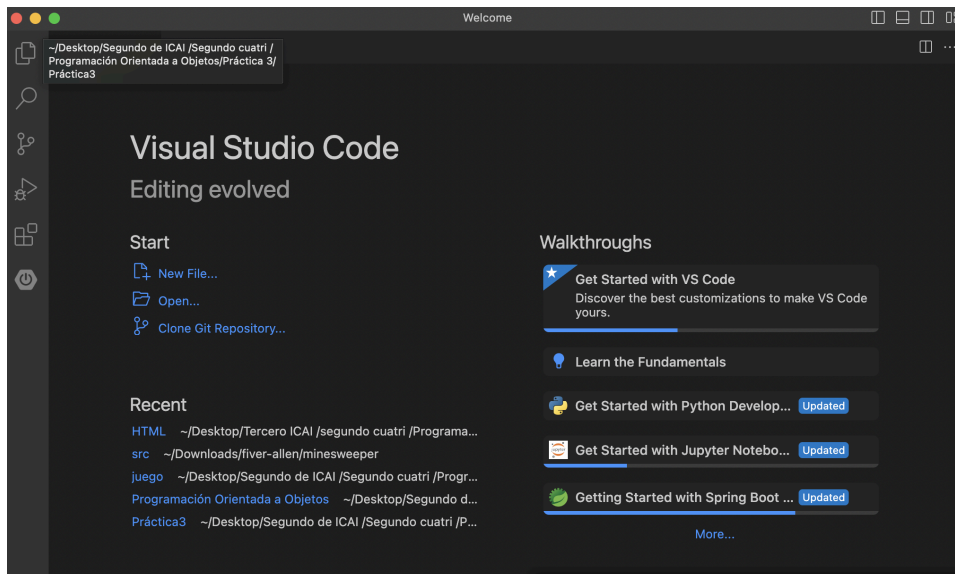 Welcome
~/Desktop/Segundo de ICAI /Segundo cuatri /
Programación Orientada a Objetos/Práctica 3/
Práctica3
Visual Studio Code
Editing evolved
Start
New File...
Open...
Clone Git Repository...
Recent
HTML ~/Desktop/Tercero ICAI /segundo cuatri /Programa...
src ~/Downloads/fiver-allen/minesweeper
juego ~/Desktop/Segundo de ICAI /Segundo cuatri /Progr...
Programación Orientada a Objetos ~/Desktop/Segundo d...
Práctica3 ~/Desktop/Segundo de ICAI /Segundo cuatri /P...
Walkthroughs
Get Started with VS Code
Discover the best customizations to make VS Code
yours.
Learn the Fundamentals
Get Started with Python Develop... Updated
Get Started with Jupyter Notebo... Updated
Getting Started with Spring Boot ... Updated
More...